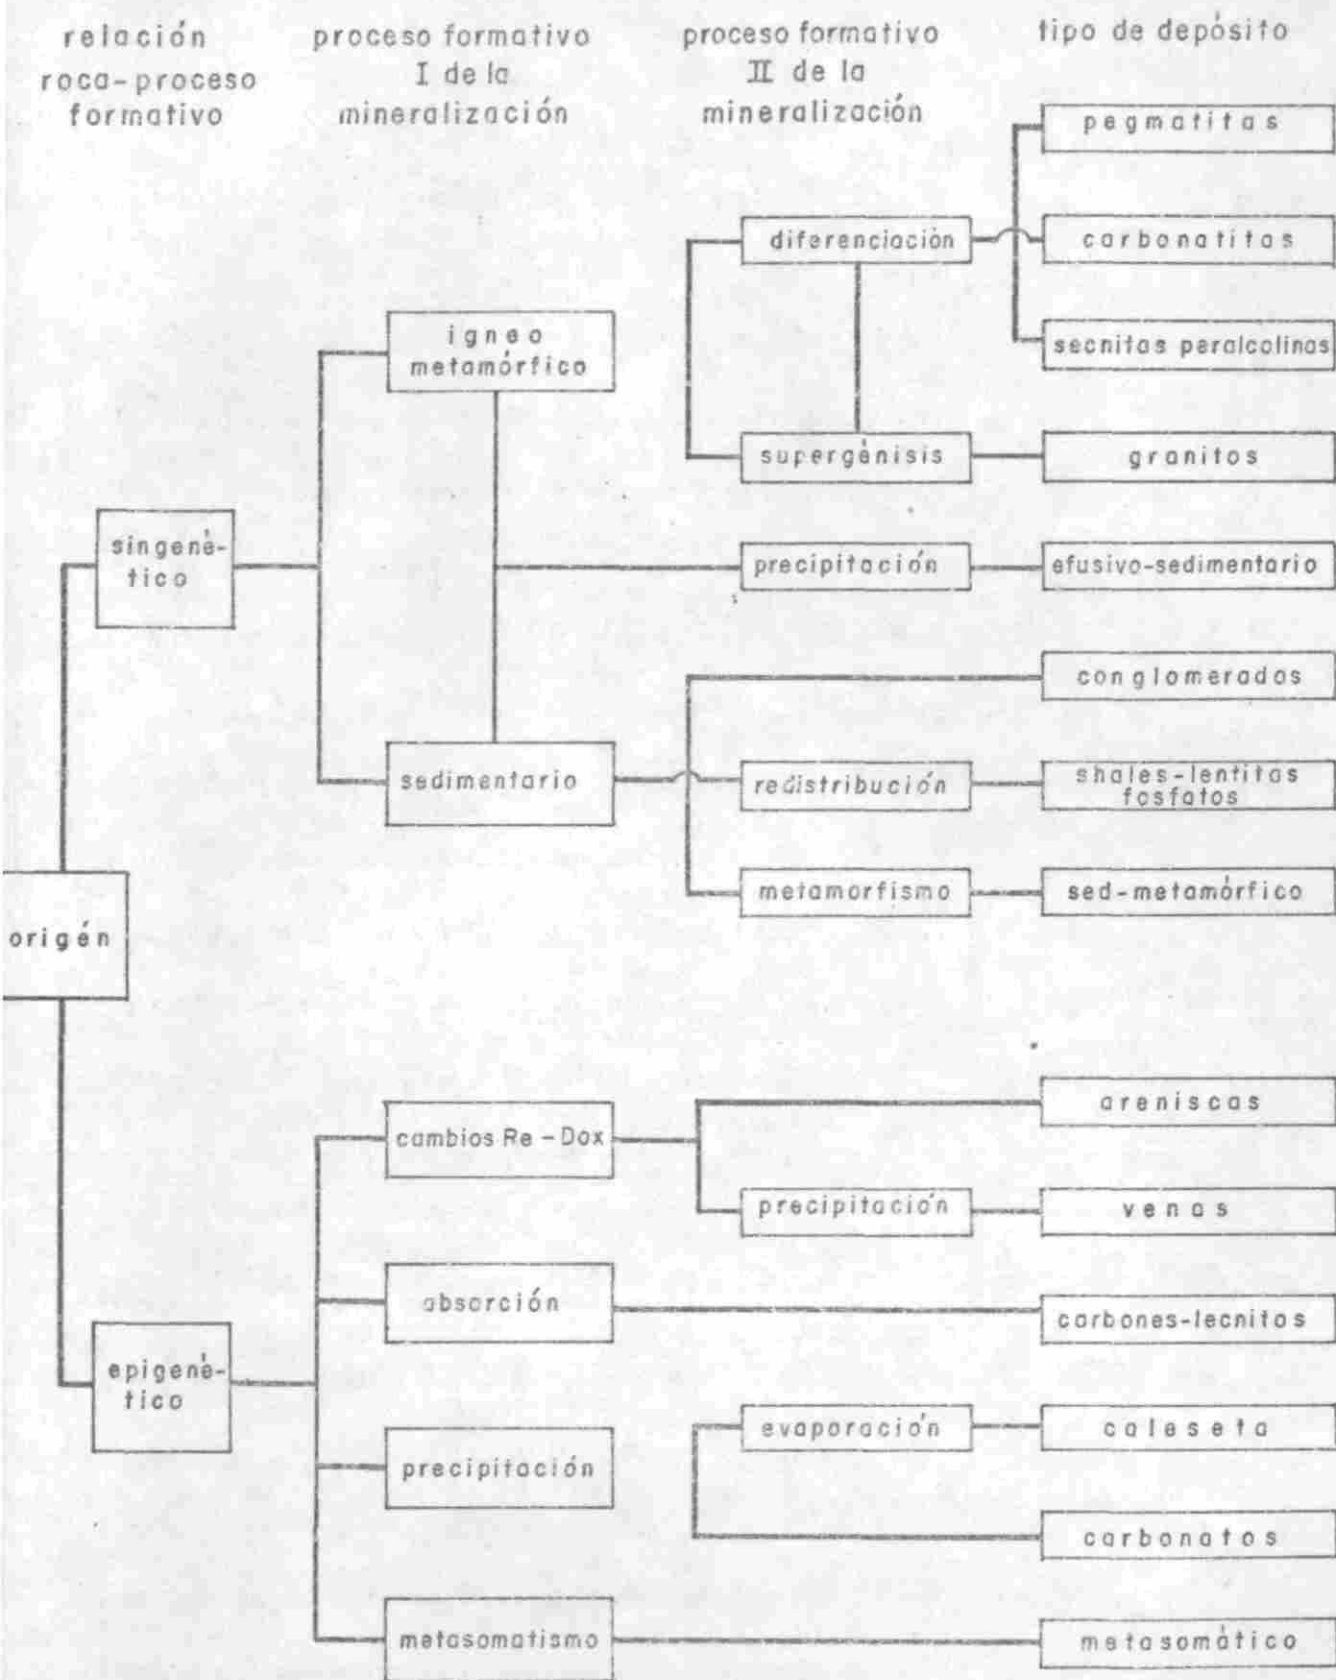 relación
roca-proceso
formativo
proceso formativo
I de la
mineralización
proceso formativo
II de la
mineralización
tipo de depósito
pegmatitas
diferenciación
carbonatitas
igneo
metamórfico
secnitas peralcalinas
supergénisis
granitos
singené-
tico
precipitación
efusivo-sedimentario
conglomerados
sedimentario
redistribución
shales-lentitas
fosfatos
metamorfismo
sed-metamórfico
origén
areniscas
cambios Re-Dox
precipitación
venas
absorción
carbones-lecnitos
epigené-
tico
evaporación
caleseta
precipitación
carbonatos
metasomatismo
metasomático